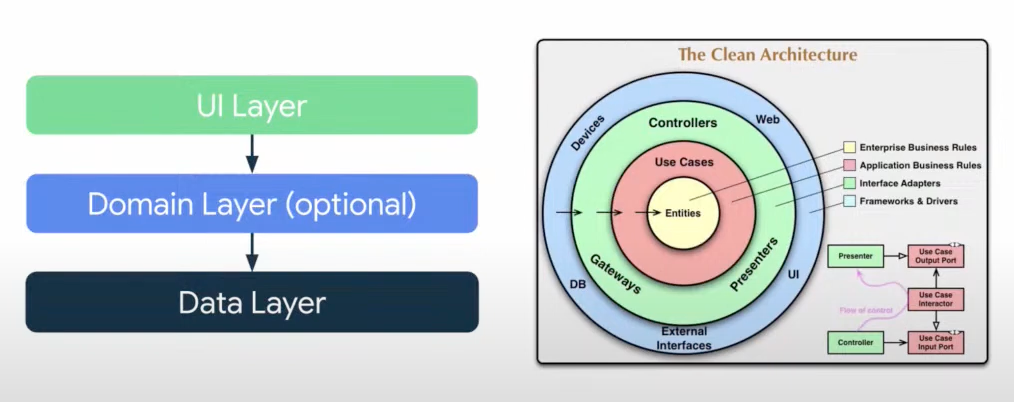 UI Layer
Domain Layer (optional)
Data Layer
The Clean Architecture
Devices
Web
Controllers
Use Cases
Entities
Gateways
Presenters
DB
UI
External
Interfaces
Enterprise Business Rules
Application Business Rules
Interface Adapters
Frameworks & Drivers
Presenter
Use Case
Output Port
Use Case
Interactor
Flow of control
Controller
Use Case
Input Port